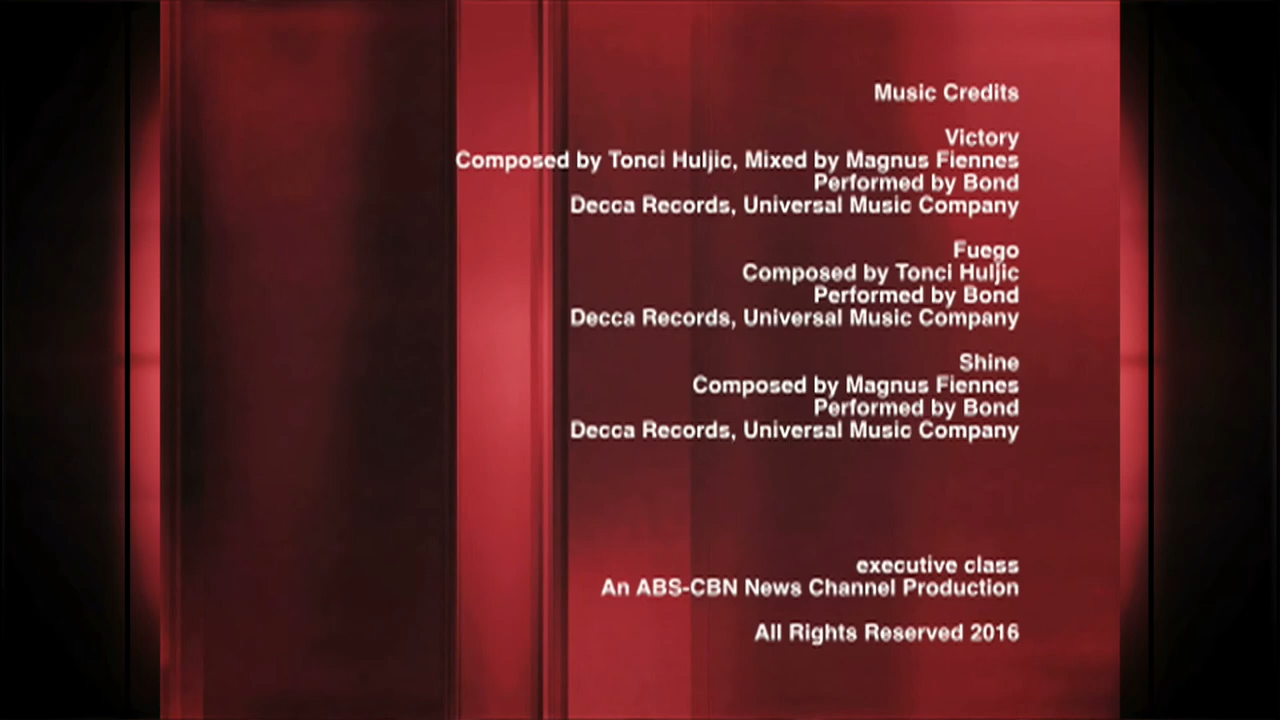 Music Credits
Victory
Composed by Tonci Huljic, Mixed by Magnus Fiennes
Performed by Bond
Decca Records, Universal Music Company
Fuego
Composed by Tonci Huljic
Performed by Bond
Decca Records, Universal Music Company
Shine
Composed by Magnus Fiennes
Performed by Bond
Decca Records, Universal Music Company
executive class
An ABS-CBN News Channel Production
All Rights Reserved 2016